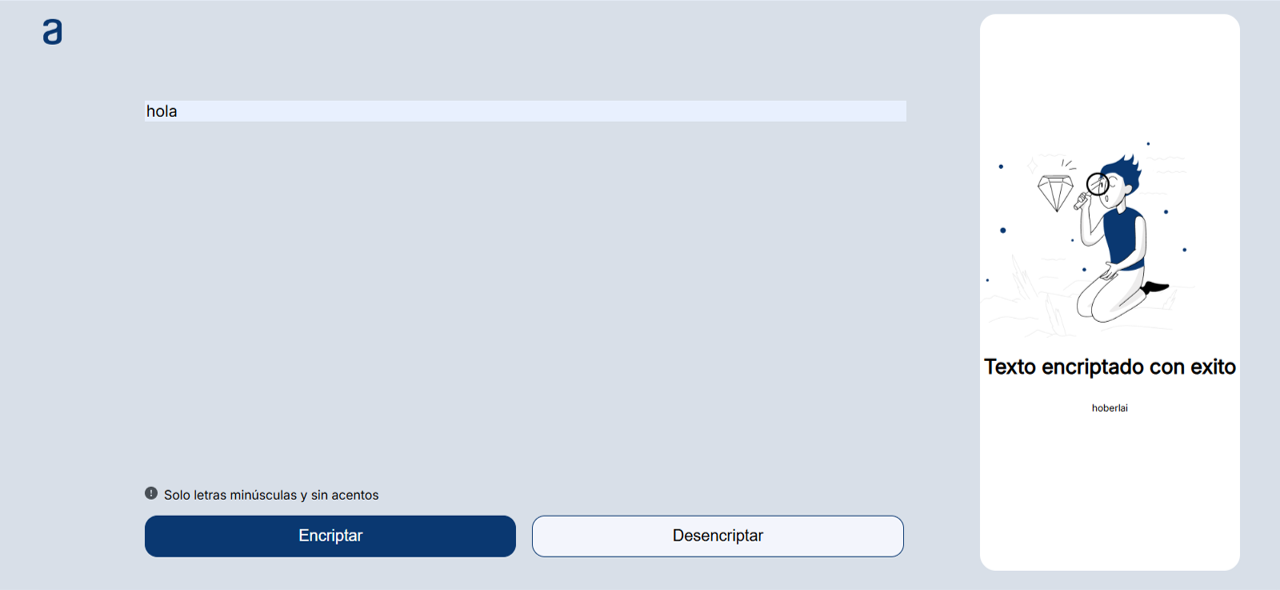 a
hola
Solo letras minúsculas y sin acentos
Encriptar
Desencriptar
Texto encriptado con exito
hoberlai